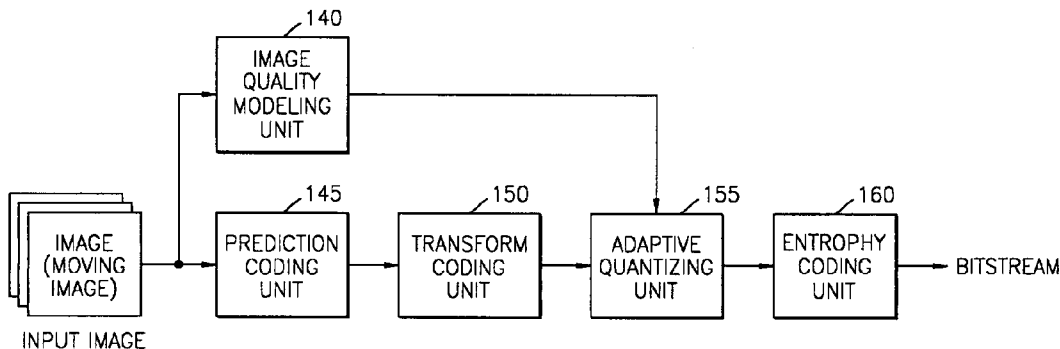 140
IMAGE
QUALITY
MODELING
UNIT
145
150
155
160
IMAGE
(MOVING
IMAGE)
PREDICTION
CODING
UNIT
TRANSFORM
CODING
UNIT
ADAPTIVE
QUANTIZING
UNIT
ENTROPHY
CODING
UNIT
BITSTREAM
INPUT IMAGE